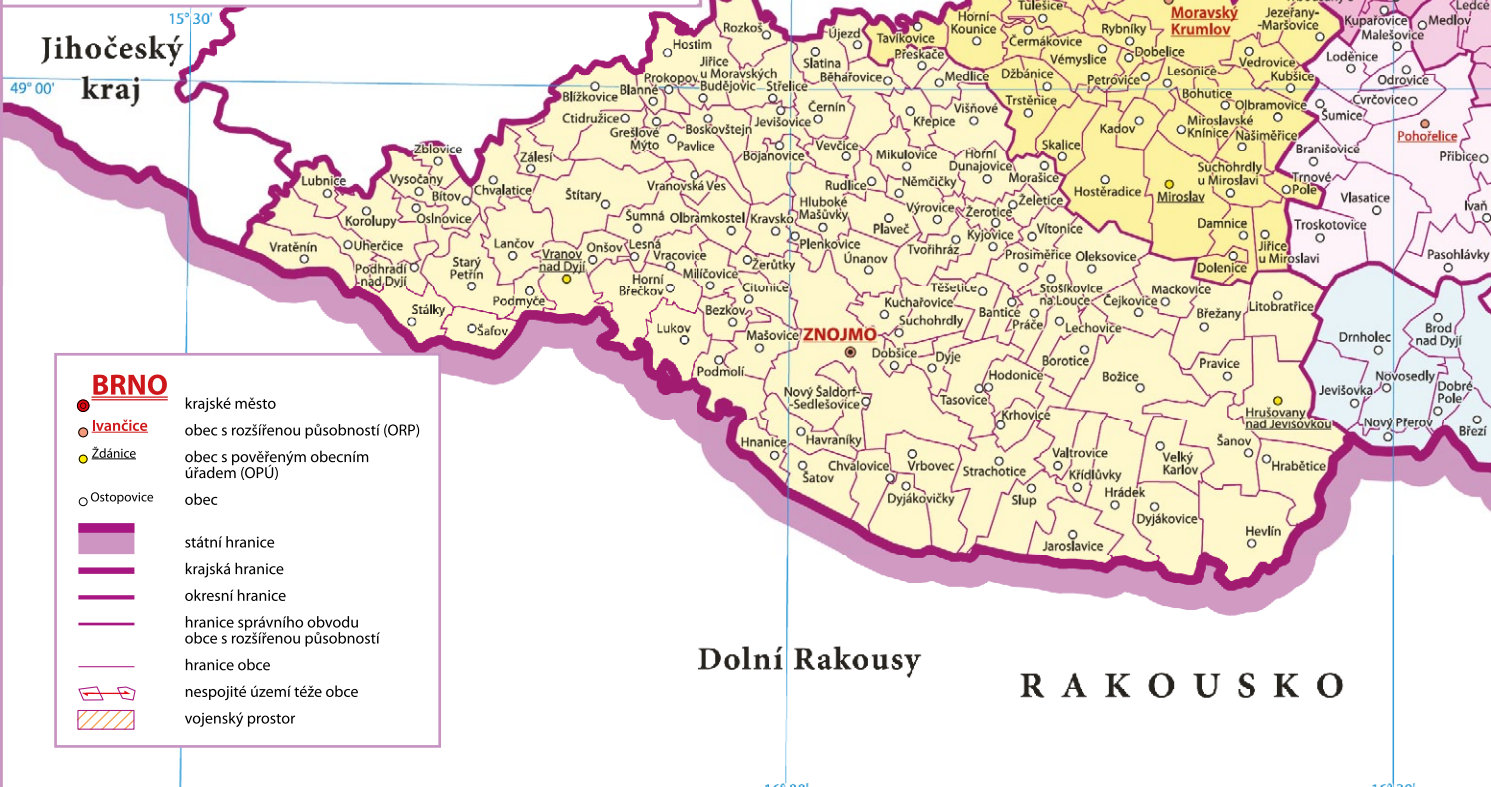 15° 30'
Jihočeský
kraj
49° 00'
Rozkoš
Hostim
Újezd
Tavíkovice
Horní
Kounice
Tulešice
Moravský
Krumlov
Jezeřany-
-Maršovice
Kupařovice
Malešovice
Medlov
Ledce
Čermákovice
Rybníky
Dobelice
Vémyslice
Přeskače
Slatina
Běhařovice
Medlice
Džbánice
Petrovice
Lesonice
Vedrovice
Kubšice
Loděnice
Odrovice
Jiřice
u Moravských
Budějovic
Střelice
Prokopov
Blanné
Blížkovice
Ctidružice
Grešlové
Mýto
Boskovštejn
Pavlice
Jevišovice
Černín
Křepice
Višňové
Trstěnice
Bohutice
Olbramovice
Cvrčovice
Šumice
Kadov
Miroslavské
Knínice
Našiměřice
Pohořelice
Zblovice
Zálesí
Bojanovice
Vevčice
Mikulovice
Horní
Dunajovice
Skalice
Branišovice
Přibice
Lubnice
Vysočany
Bítov
Chvalatice
Štítary
Vranovská Ves
Rudlice
Němčičky
Morašice
Hostěradice
Miroslav
Suchohrdly
u Miroslavi
Trnové
Pole
Vlasatice
Ivaň
Korolupy
Oslnovice
Šumná
Olbramkostel
Kravsko
Hluboké
Mašůvky
Plaveč
Výrovice
Žerotice
Želetice
Vítonice
Damnice
Troskotovice
Vratěnín
Uherčice
Lančov
Vranov
nad Dyjí
Onšov
Lesná
Vracovice
Plenkovice
Únanov
Tvořihráz
Kyjovice
Prosiměřice
Oleksovice
Dolenice
Jiřice
u Miroslavi
Pasohlávky
Podhradí
nad Dyjí
Starý
Petřín
Horní
Břečkov
Milíčovice
Žerůtky
Citonice
Těšetice
Stošíkovice
na Louce
Mackovice
Čejkovice
Litobratřice
Stálky
Šafov
Podmyče
Lukov
Bezkov
Mašovice
ZNOJMO
Kuchařovice
Suchohrdly
Bantice
Práče
Lechovice
Břežany
Drnholec
Brod
nad Dyjí
Podmolí
Dobšice
Dyje
Hodonice
Borotice
Božice
Pravice
Jevišovka
Novosedly
Dobré
Pole
Nový Šaldorf-
-Sedlešovice
Tasovice
Krhovice
Hrušovany
nad Jevišovkou
Nový Přerov
Březí
Hnanice
Havraníky
Šatov
Chvalovice
Vrbovec
Dyjákovičky
Strachotice
Slup
Valtrovice
Křídlůvky
Hrádek
Velký
Karlov
Šanov
Hrabětice
Dyjákovice
Jaroslavice
Hevlín
BRNO
krajské město
Ivančice
obec s rozšířenou působností (ORP)
Ždánice
obec s pověřeným obecním
úřadem (OPÚ)
Ostopovice
obec
státní hranice
krajská hranice
okresní hranice
hranice správního obvodu
obce s rozšířenou působností
hranice obce
nespojité území téže obce
vojenský prostor
Dolní Rakousy
RAKOUSKO